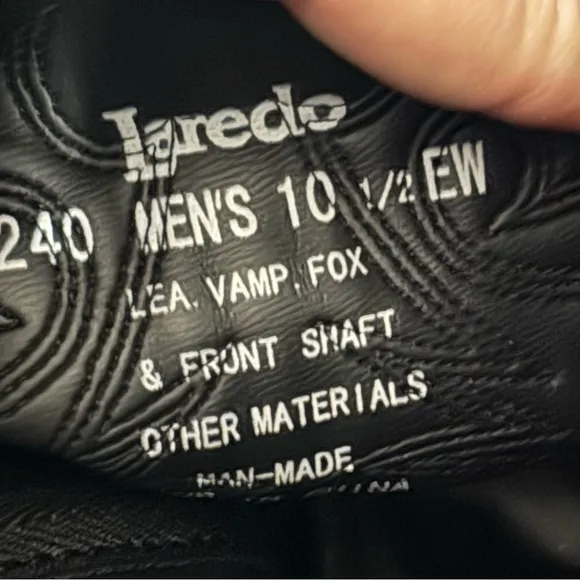 Laredo
240 MEN'S 10 1/2 EW
LEA. VAMP. FOX
& FRONT SHAFT
OTHER MATERIALS
MAN-MADE